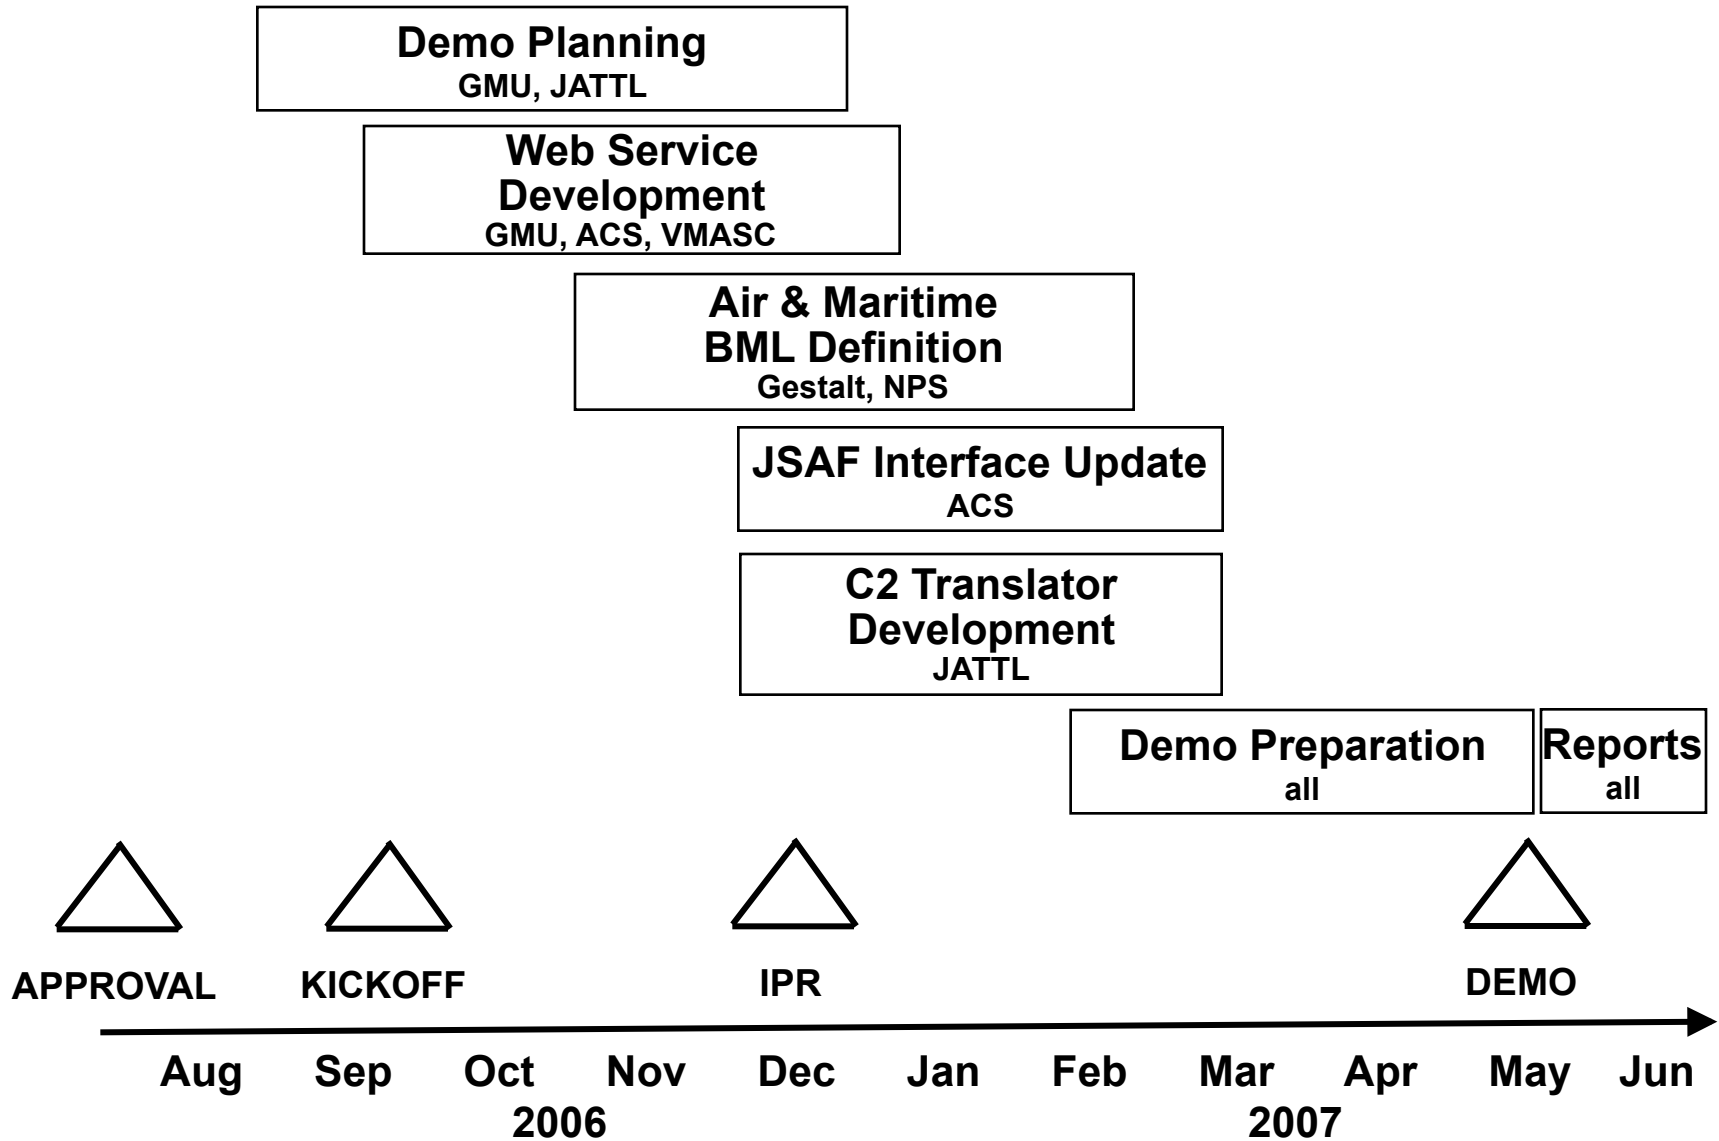 Demo Planning
GMU, JATTL
Web Service
Development
GMU, ACS, VMASC
Air & Maritime
BML Definition
Gestalt, NPS
JSAF Interface Update
ACS
C2 Translator
Development
JATTL
Demo Preparation
all
Reports
all
APPROVAL
KICKOFF
IPR
DEMO
Aug Sep Oct Nov Dec Jan Feb Mar Apr May Jun
2006 2007